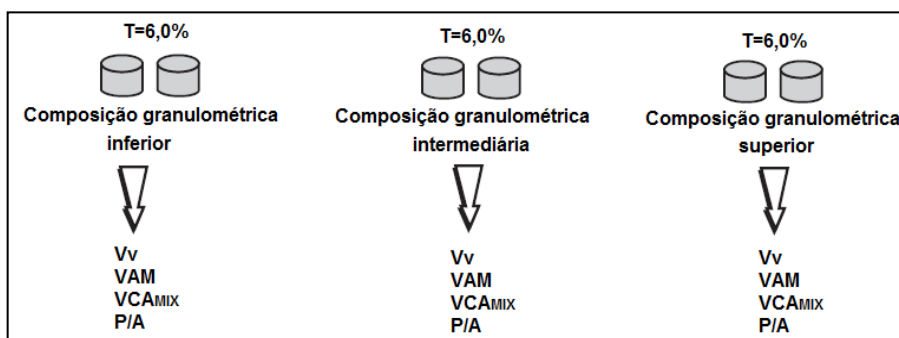 T=6,0%
Composição granulométrica
inferior
Vv
VAM
VCAMIX
P/A
T=6,0%
Composição granulométrica
intermediária
Vv
VAM
VCAMIX
P/A
T=6,0%
Composição granulométrica
superior
Vv
VAM
VCAMIX
P/A